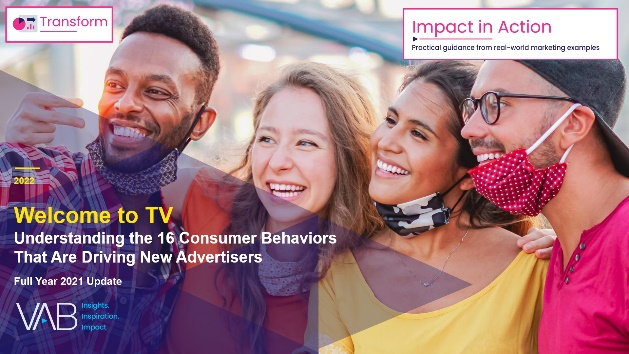 Transform
Impact in Action
Practical guidance from real-world marketing examples
2022
Welcome to TV
Understanding the 16 Consumer Behaviors
That Are Driving New Advertisers
Full Year 2021 Update
VAB
Insights.
Inspiration.
Impact.